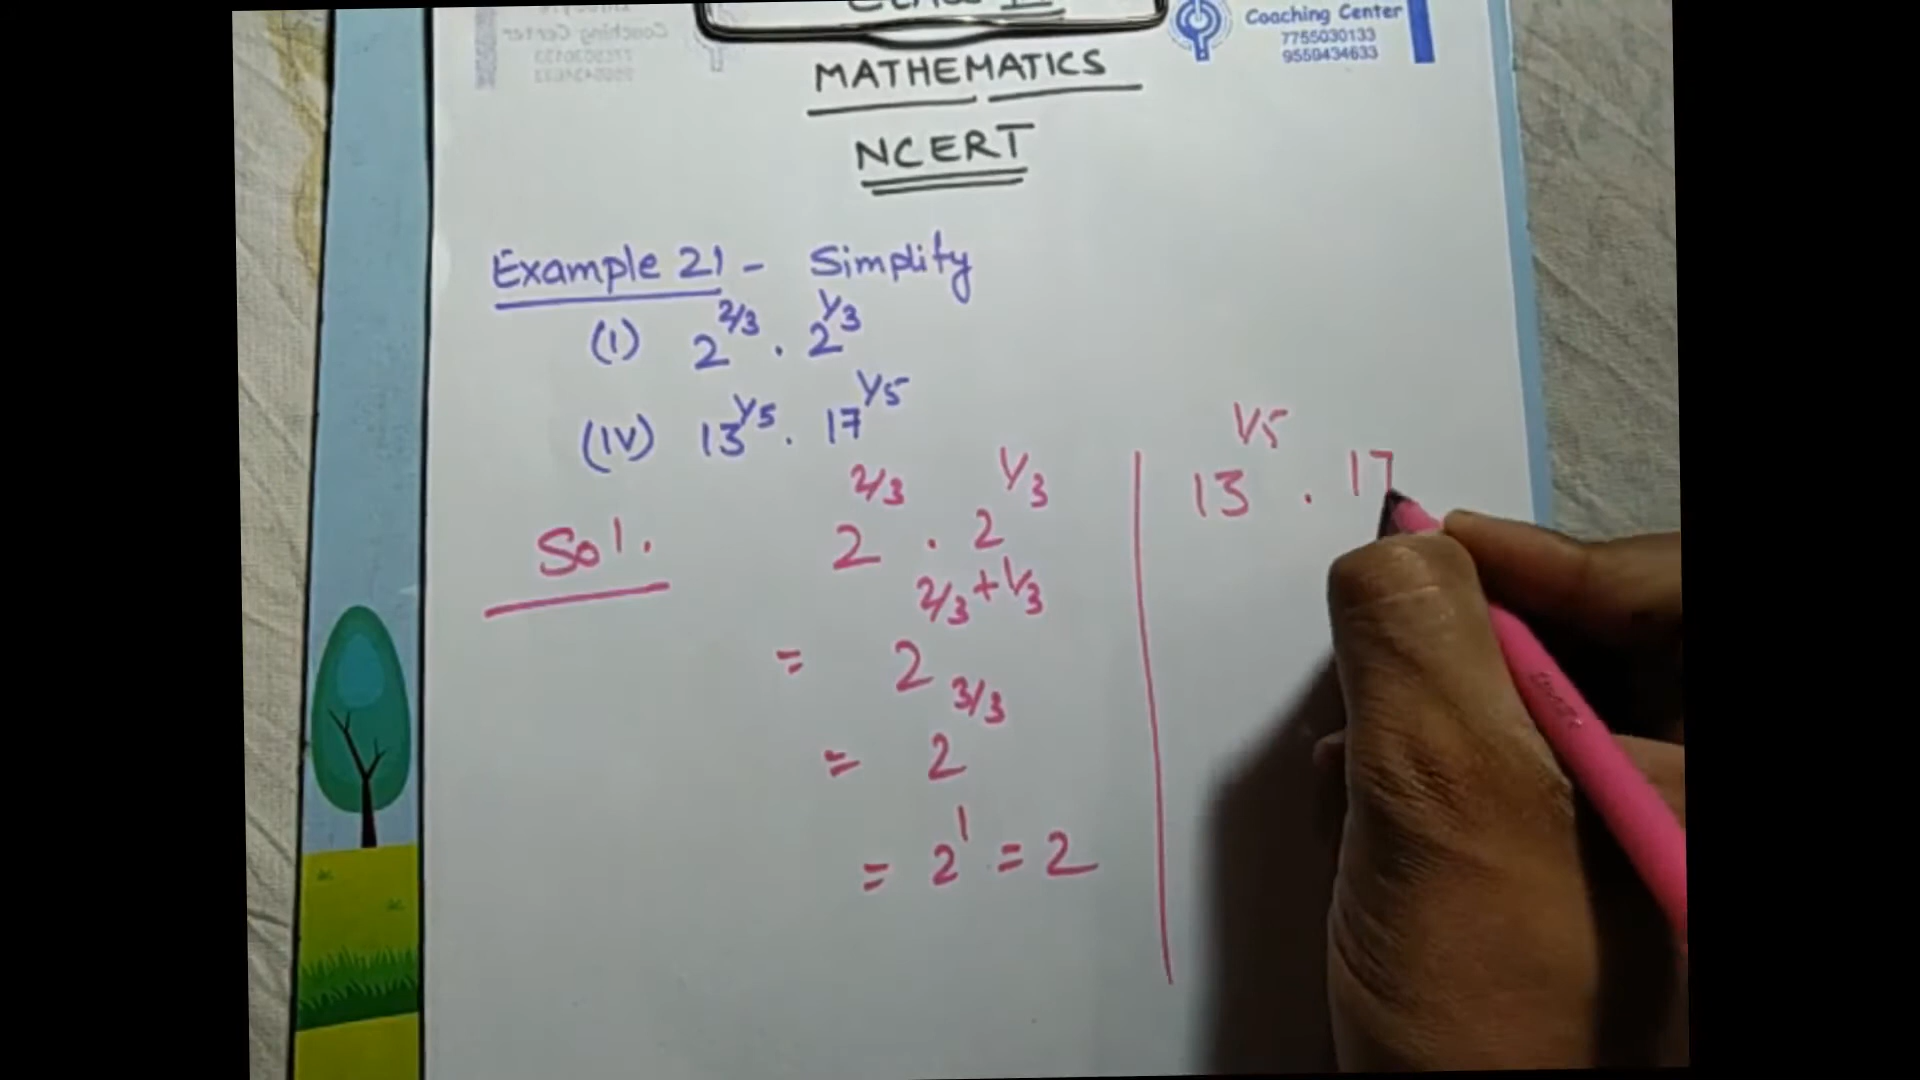 Coaching Center
7755030133
9550434633
MATHEMATICS
NCERT
Example 21 - Simplify
(I) 2^2/3 . 2^1/3
(IV) 13^1/5 . 17^1/5
Sol. 2^2/3 . 2^1/3
= 2^2/3+1/3
= 2^3/3
= 2^1 = 2
13^1/5 . 17